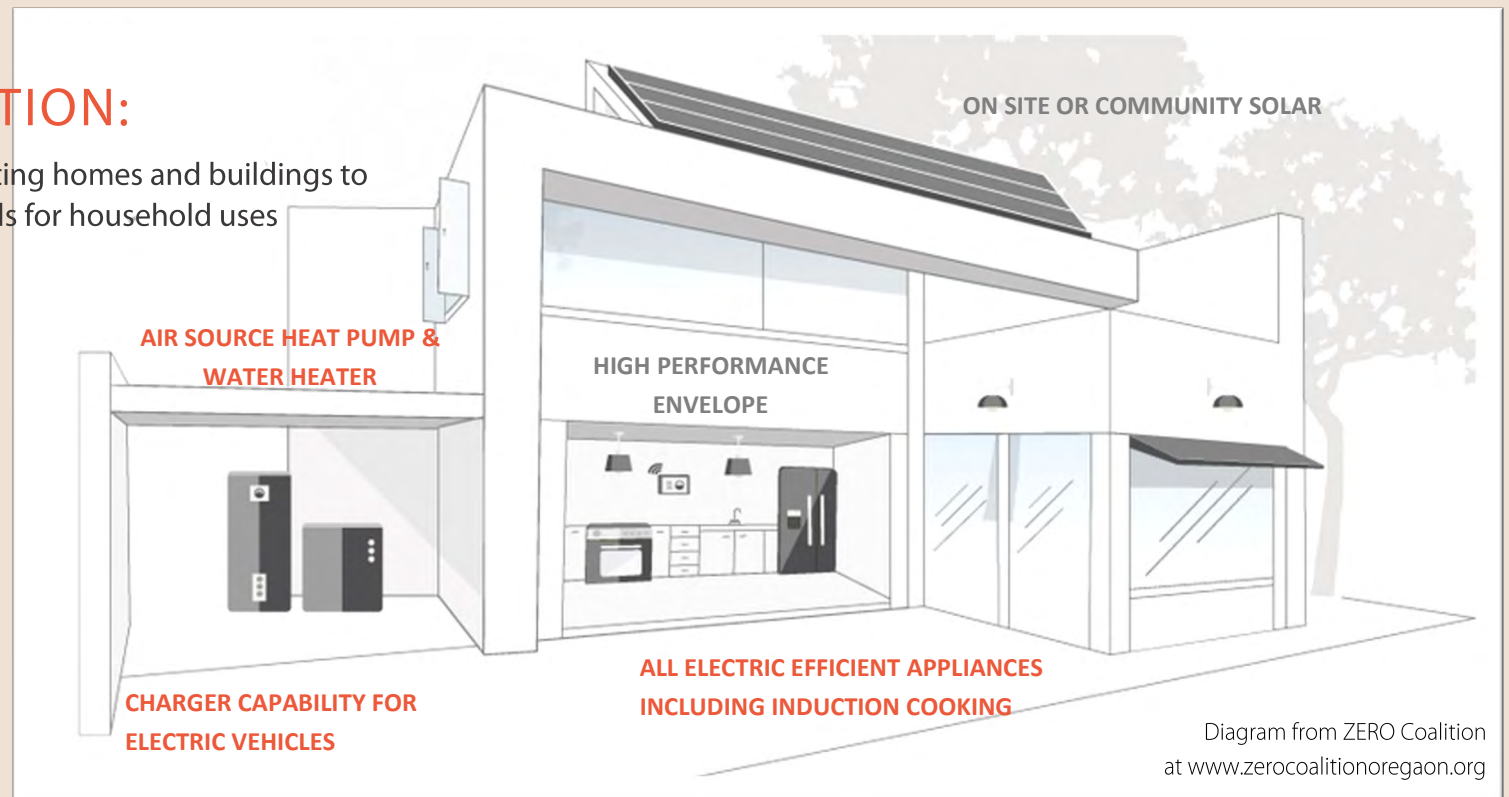 TION:
ting homes and buildings to
ls for household uses
ON SITE OR COMMUNITY SOLAR
AIR SOURCE HEAT PUMP &
WATER HEATER
HIGH PERFORMANCE
ENVELOPE
ALL ELECTRIC EFFICIENT APPLIANCES
INCLUDING INDUCTION COOKING
CHARGER CAPABILITY FOR
ELECTRIC VEHICLES
Diagram from ZERO Coalition
at www.zerocoalitionoregaon.org